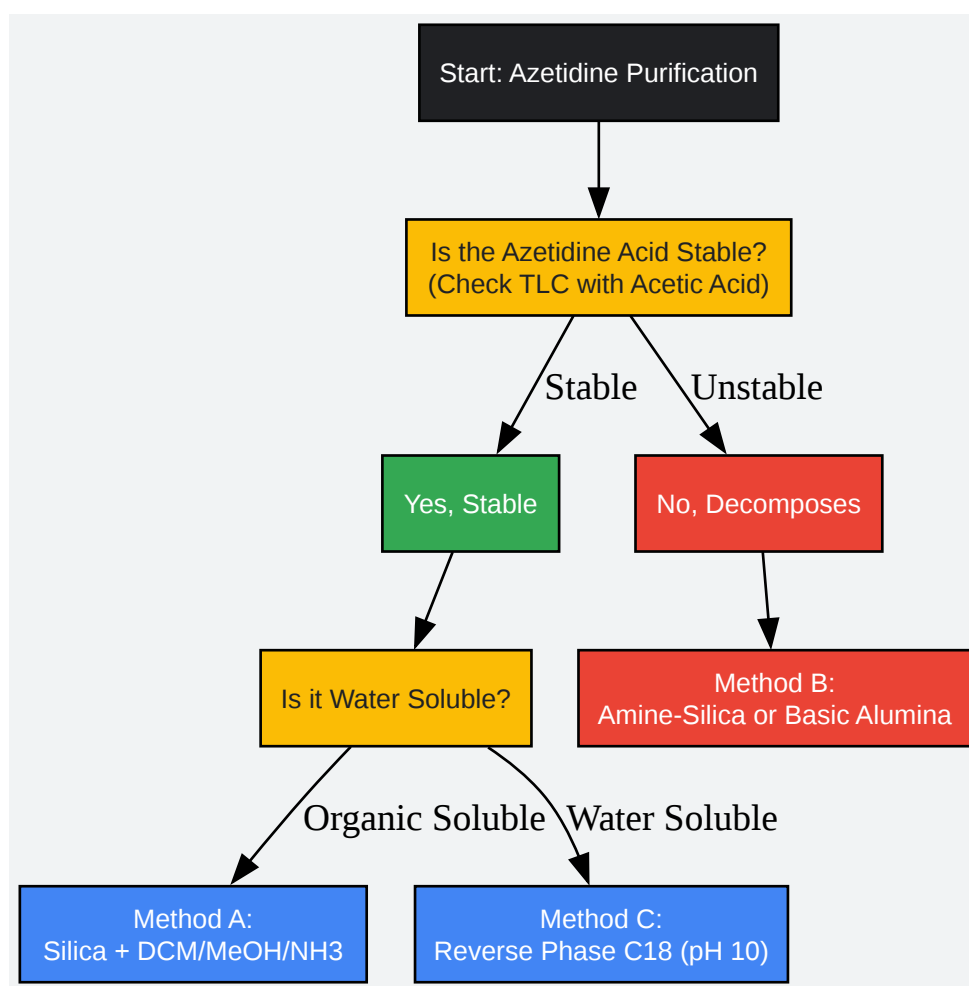 Start: Azetidine Purification
Is the Azetidine Acid Stable?
(Check TLC with Acetic Acid)
Stable
Unstable
Yes, Stable
No, Decomposes
Is it Water Soluble?
Method B:
Amine-Silica or Basic Alumina
Organic Soluble
Water Soluble
Method A:
Silica + DCM/MeOH/NH3
Method C:
Reverse Phase C18 (pH 10)